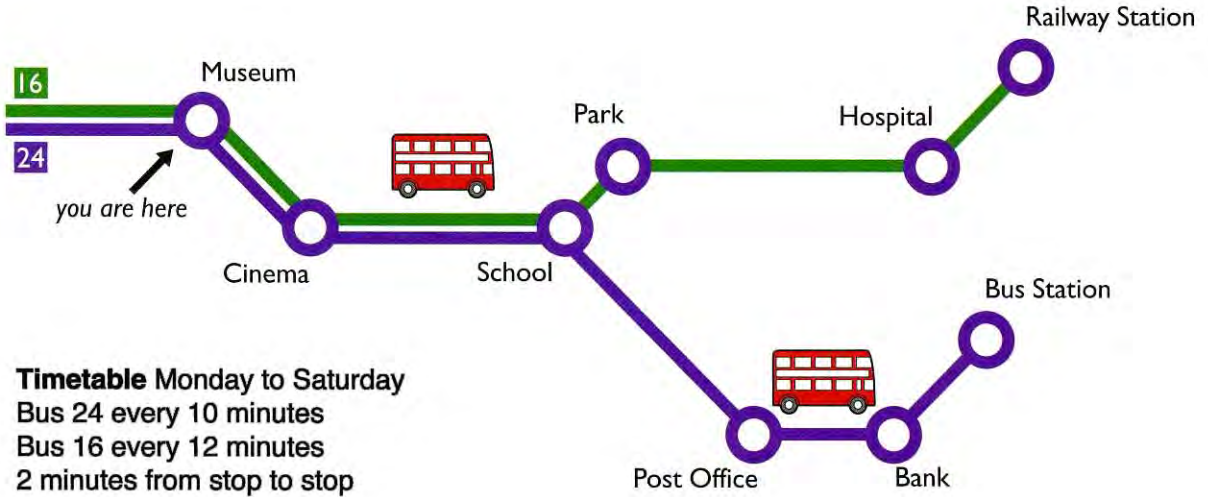 Railway Station
16
Museum
Park
Hospital
24
you are here
Cinema
School
Bus Station
Timetable Monday to Saturday
Bus 24 every 10 minutes
Bus 16 every 12 minutes
2 minutes from stop to stop
Post Office
Bank